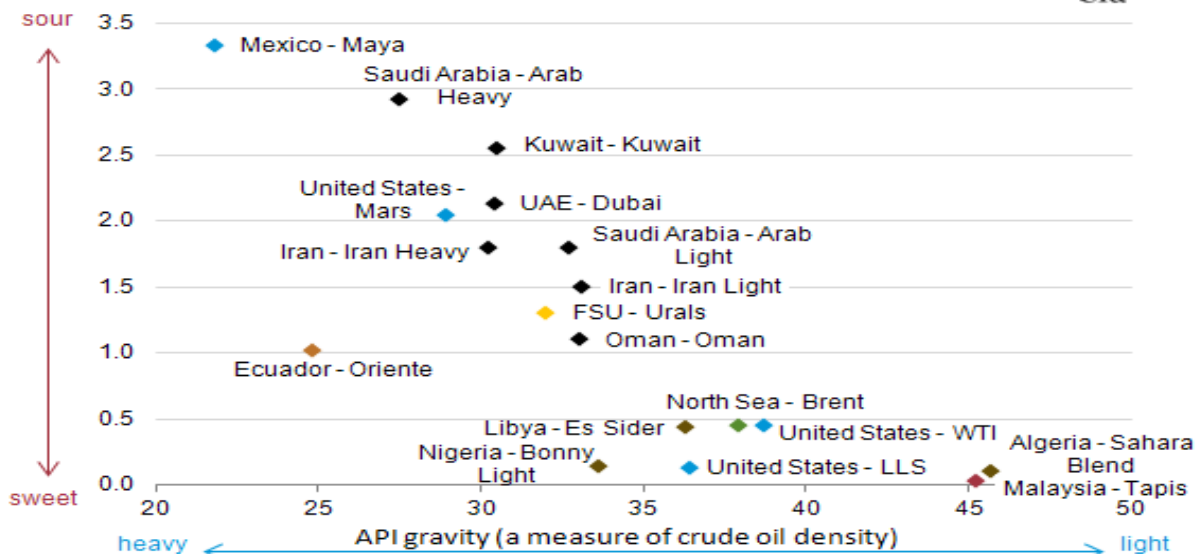 sour
3.5
Mexico - Maya
Saudi Arabia - Arab
Heavy
3.0
Kuwait - Kuwait
2.5
United States -
Mars
UAE - Dubai
2.0
Saudi Arabia - Arab
Light
Iran - Iran Heavy
1.5
Iran - Iran Light
FSU - Urals
Oman - Oman
1.0
Ecuador - Oriente
North Sea - Brent
0.5
Libya - Es Sider
United States - WTI
Nigeria - Bonny
Light
United States - LLS
Algeria - Sahara
Blend
Malaysia - Tapis
0.0
sweet
20 25 30 35 40 45 50
API gravity (a measure of crude oil density)
heavy
light